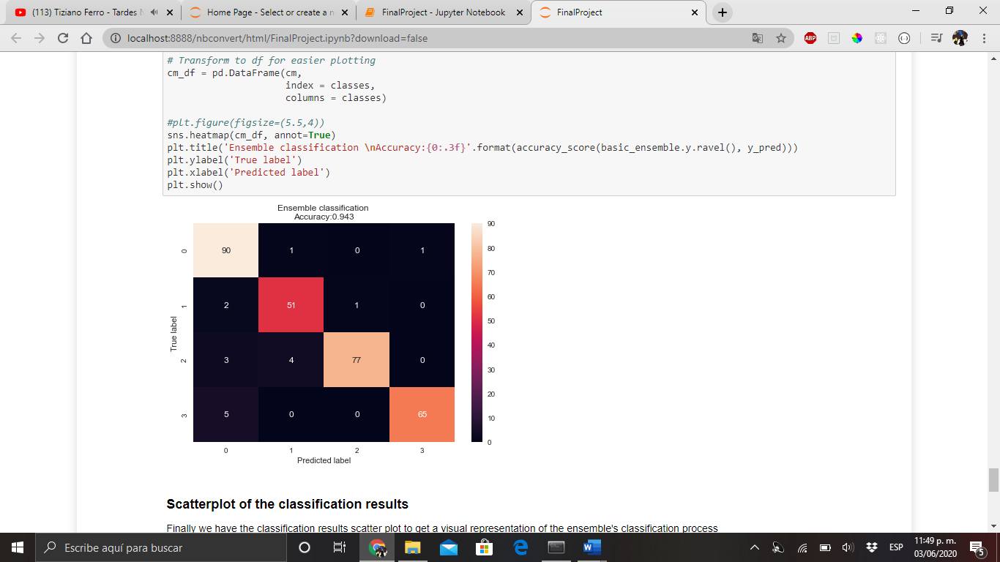 (113) Tiziano Ferro - Tardes N
Home Page - Select or create a n
FinalProject - Jupyter Notebook
FinalProject
localhost:8888/nbconvert/html/FinalProject.ipynb?download=false
ABP
# Transform to df for easier plotting
cm_df = pd.DataFrame(cm,
index = classes,
columns = classes)
#plt.figure(figsize=(5.5,4))
sns.heatmap(cm_df, annot=True)
plt.title('Ensemble classification \nAccuracy:{0:.3f}'.format(accuracy_score(basic_ensemble.y.ravel(), y_pred)))
plt.ylabel('True label')
plt.xlabel('Predicted label')
plt.show()
Ensemble classification
Accuracy:0.943
90 1 0 1
2 51 1 0
3 4 77 0
5 0 0 65
0
1
2
3
True label
0 1 2 3
Predicted label
90
80
70
60
50
40
30
20
10
0
Scatterplot of the classification results
Finally we have the classification results scatter plot to get a visual representation of the ensemble's classification process
Escribe aquí para buscar
ESP
11:49 p. m.
03/06/2020
5